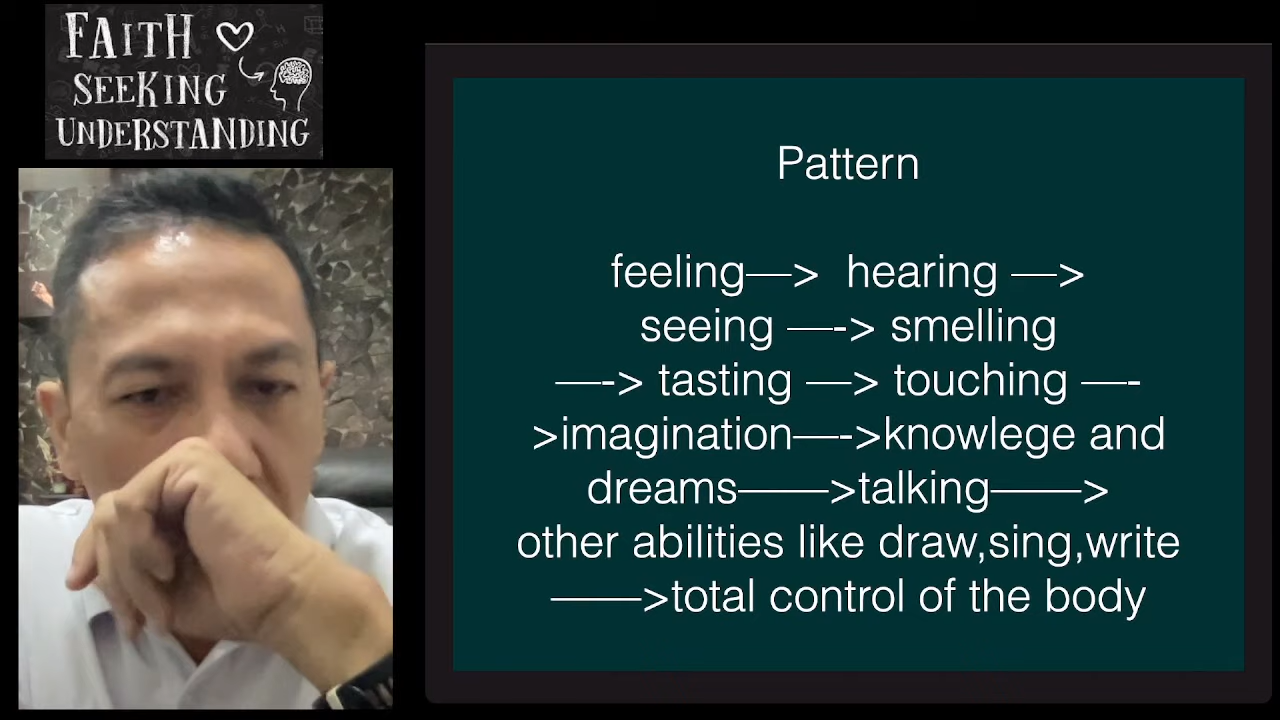 FAITH
SEEKING
UNDERSTANDING
Pattern
feeling—>  hearing —>
seeing —-> smelling
—-> tasting —> touching —-
>imagination—->knowlege and
dreams——>talking——>
other abilities like draw,sing,write
——>total control of the body